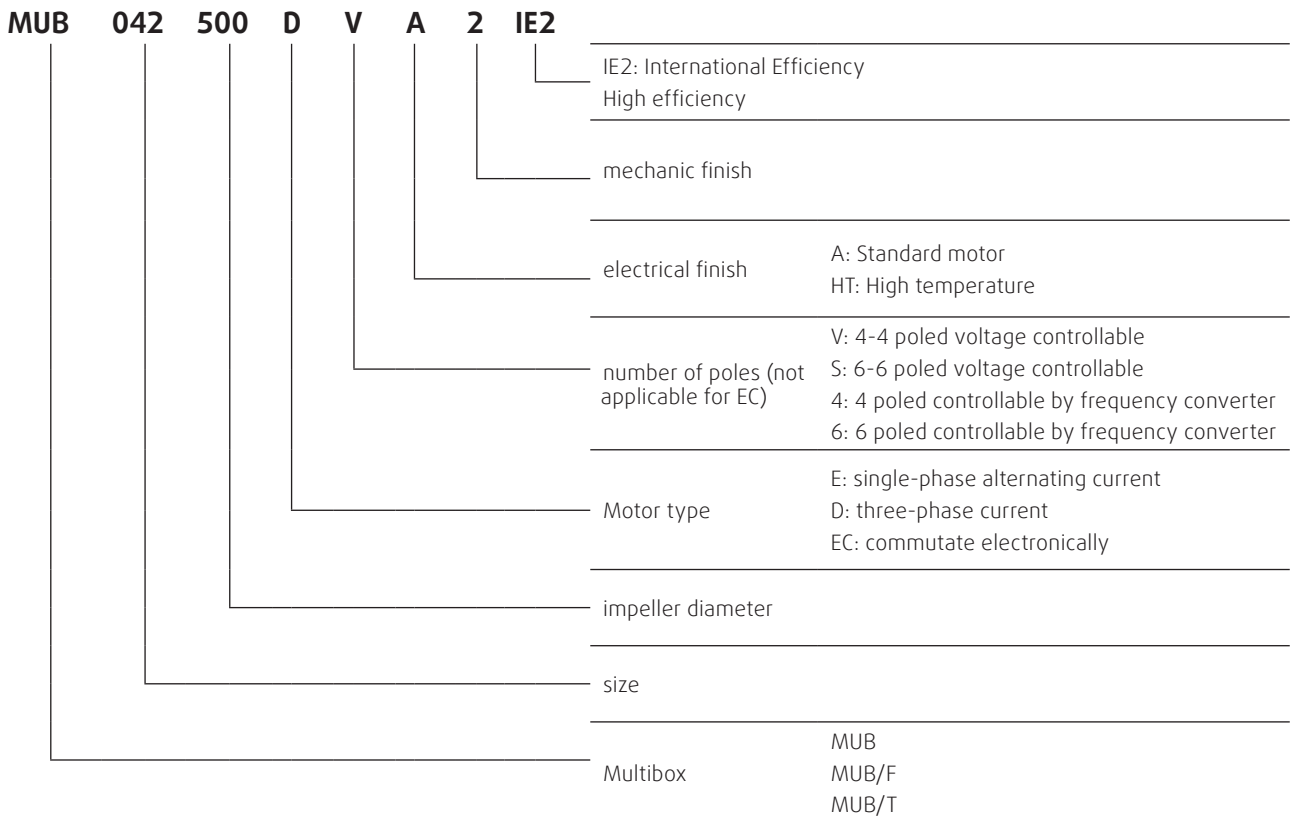 MUB 042 500 D V A 2 IE2
IE2: International Efficiency
High efficiency
mechanic finish
electrical finish
A: Standard motor
HT: High temperature
number of poles (not
applicable for EC)
V: 4-4 poled voltage controllable
S: 6-6 poled voltage controllable
4: 4 poled controllable by frequency converter
6: 6 poled controllable by frequency converter
Motor type
E: single-phase alternating current
D: three-phase current
EC: commutate electronically
impeller diameter
size
Multibox
MUB
MUB/F
MUB/T